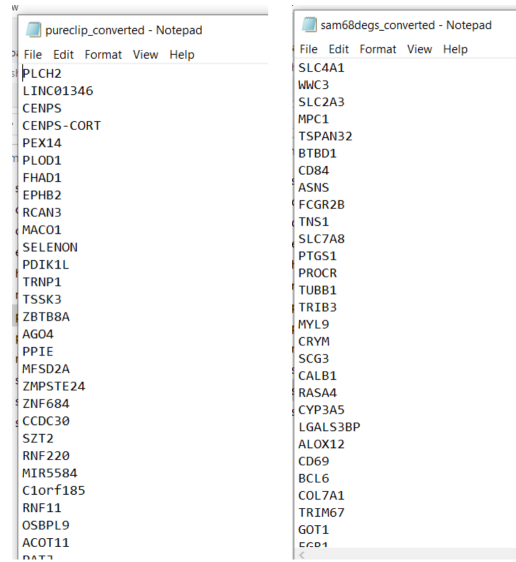 pureclip_converted - Notepad
File Edit Format View Help
PLCH2
LINC01346
CENPS
CENPS-CORT
PEX14
PLOD1
FHAD1
EPHB2
RCAN3
MACO1
SELENON
PDIK1L
TRNP1
TSSK3
ZBTB8A
AGO4
PPIE
MFSD2A
ZMPSTE24
ZNF684
CCDC30
SZT2
RNF220
MIR5584
C1orf185
RNF11
OSBPL9
ACOT11
sam68degs_converted - Notepad
File Edit Format View Help
SLC4A1
WWC3
SLC2A3
MPC1
TSPAN32
BTBD1
CD84
ASNS
FCGR2B
TNS1
SLC7A8
PTGS1
PROCR
TUBB1
TRIB3
MYL9
CRYM
SCG3
CALB1
RASA4
CYP3A5
LGALS3BP
ALOX12
CD69
BCL6
COL7A1
TRIM67
GOT1